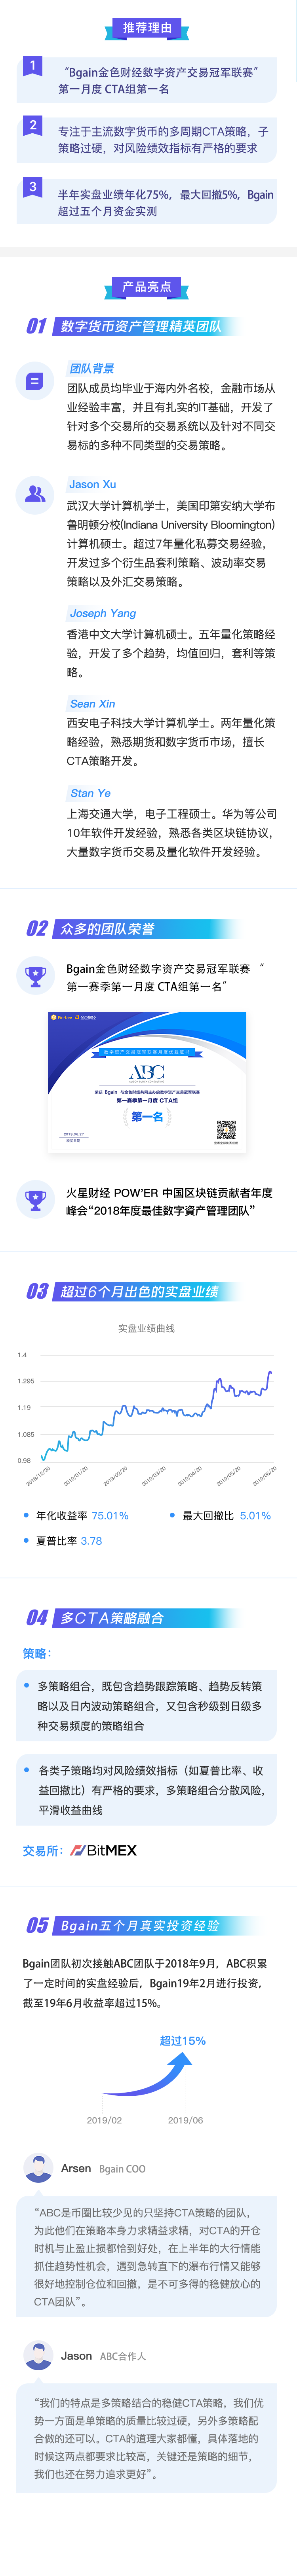 推荐理由
1
“Bgain金色财经数字资产交易冠军联赛”
第一月度 CTA组第一名
2
专注于主流数字货币的多周期CTA策略，子
策略过硬，对风险绩效指标有严格的要求
3
半年实盘业绩年化75%，最大回撤5%，Bgain
超过五个月资金实测
产品亮点
01 数字货币资产管理精英团队
团队背景
团队成员均毕业于海内外名校，金融市场从
业经验丰富，并且有扎实的IT基础，开发了
针对多个交易所的交易系统以及针对不同交
易标的多种不同类型的交易策略。
Jason Xu
武汉大学计算机学士，美国印第安纳大学布
鲁明顿分校(Indiana University Bloomington)
计算机硕士。超过7年量化私募交易经验，
开发过多个衍生品套利策略、波动率交易
策略以及外汇交易策略。
Joseph Yang
香港中文大学计算机硕士。五年量化策略经
验，开发了多个趋势，均值回归，套利等策
略。
Sean Xin
西安电子科技大学计算机学士。两年量化策
略经验，熟悉期货和数字货币市场，擅长
CTA策略开发。
Stan Ye
上海交通大学，电子工程硕士。华为等公司
10年软件开发经验，熟悉各类区块链协议，
大量数字货币交易及量化软件开发经验。
02 众多的团队荣誉
Bgain金色财经数字资产交易冠军联赛 “
第一赛季第一月度 CTA组第一名”
金色财经
ABC
荣获 Bgain 与金色财经共同主办的数字资产交易冠军联赛
第一赛季第一月度 CTA组
第一名
火星财经 POW'ER 中国区块链贡献者年度
峰会“2018年度最佳数字资产管理团队”
03 超过6个月出色的实盘业绩
实盘业绩曲线
1.4
1.295
1.19
1.085
0.98
2018/12/20
2019/01/20
2019/02/20
2019/03/20
2019/04/20
2019/05/20
2019/06/20
年化收益率 75.01%
最大回撤比 5.01%
夏普比率 3.78
04 多CTA策略融合
策略：
多策略组合，既包含趋势跟踪策略、趋势反转策
略以及日内波动策略组合，又包含秒级到日级多
种交易频度的策略组合
各类子策略均对风险绩效指标（如夏普比率、收
益回撤比）有严格的要求，多策略组合分散风险，
平滑收益曲线
交易所： BitMEX
05 Bgain五个月真实投资经验
Bgain团队初次接触ABC团队于2018年9月，ABC积累
了一定时间的实盘经验后，Bgain19年2月进行投资，
截至19年6月收益率超过15%。
超过15%
2019/02
2019/06
Arsen Bgain COO
“ABC是币圈比较少见的只坚持CTA策略的团队，
为此他们在策略本身力求精益求精，对CTA的开仓
时机与止盈止损都恰到好处，在上半年的大行情能
抓住趋势性机会，遇到急转直下的瀑布行情又能够
很好地控制仓位和回撤，是不可多得的稳健放心的
CTA团队”。
Jason ABC合作人
“我们的特点是多策略结合的稳健CTA策略，我们优
势一方面是单策略的质量比较过硬，另外多策略配
合做的还可以。CTA的道理大家都懂，具体落地的
时候这两点都要求比较高，关键还是策略的细节，
我们也还在努力追求更好”。